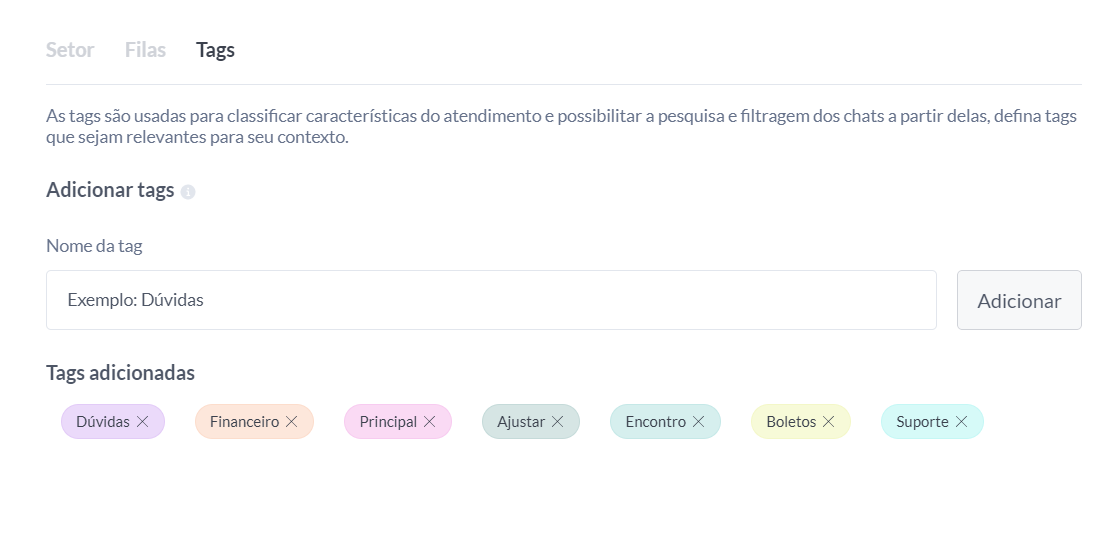 Setor Filas Tags
As tags são usadas para classificar características do atendimento e possibilitar a pesquisa e filtragem dos chats a partir delas, defina tags
que sejam relevantes para seu contexto.
Adicionar tags
Nome da tag
Exemplo: Dúvidas Adicionar
Tags adicionadas
Dúvidas Financeiro Principal Ajustar Encontro Boletos Suporte